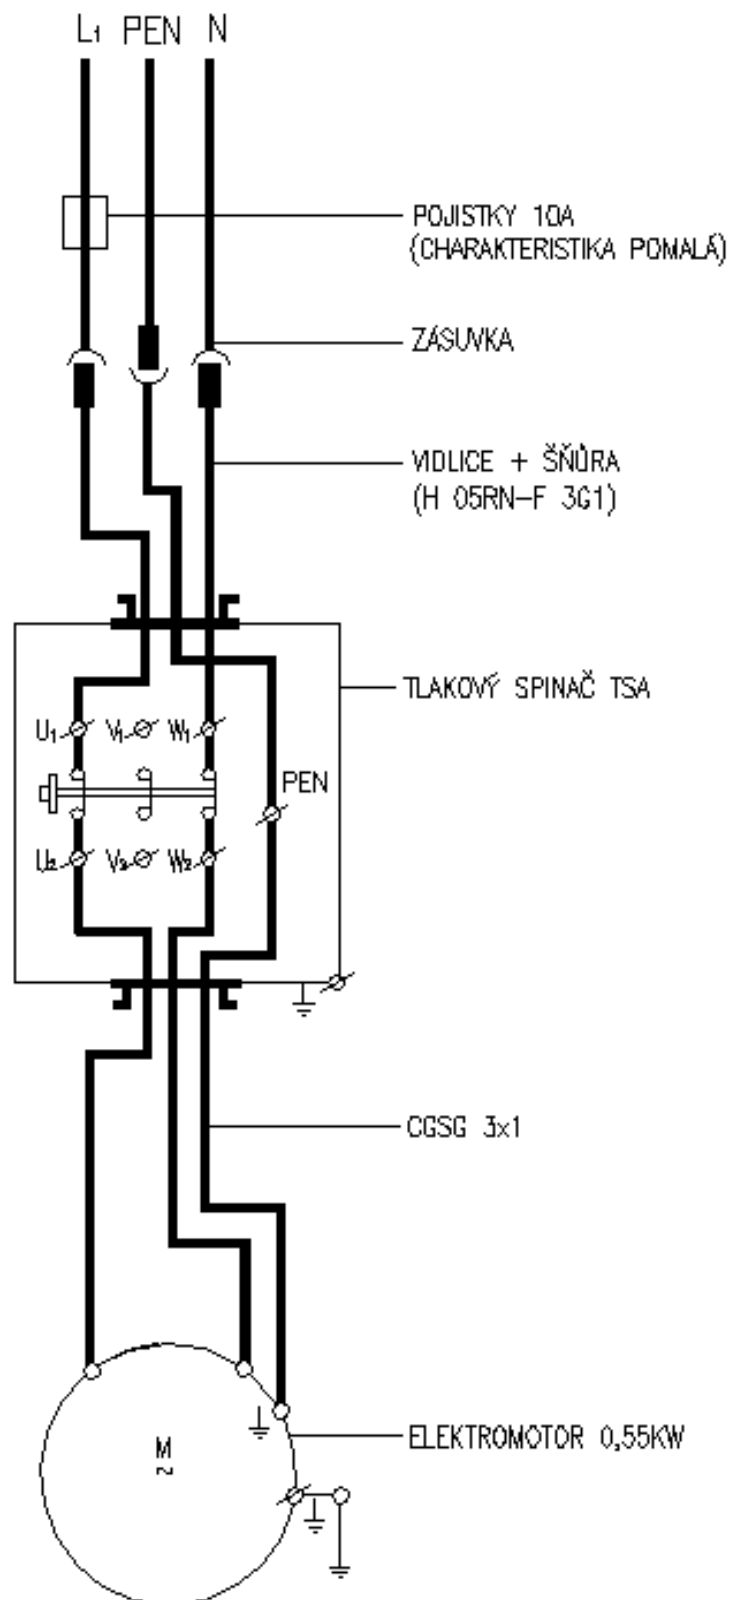 L1 PEN N
POJISTKY 10A
(CHARAKTERISTIKA POMALÁ)
ZÁSUVKA
VIDLICE + ŠŇŮRA
(H 05RN-F 3G1)
TLAKOVÝ SPINAČ TSA
U1 V1 W1
PEN
U2 V2 W2
CGSG 3x1
ELEKTROMOTOR 0,55KW
M
~